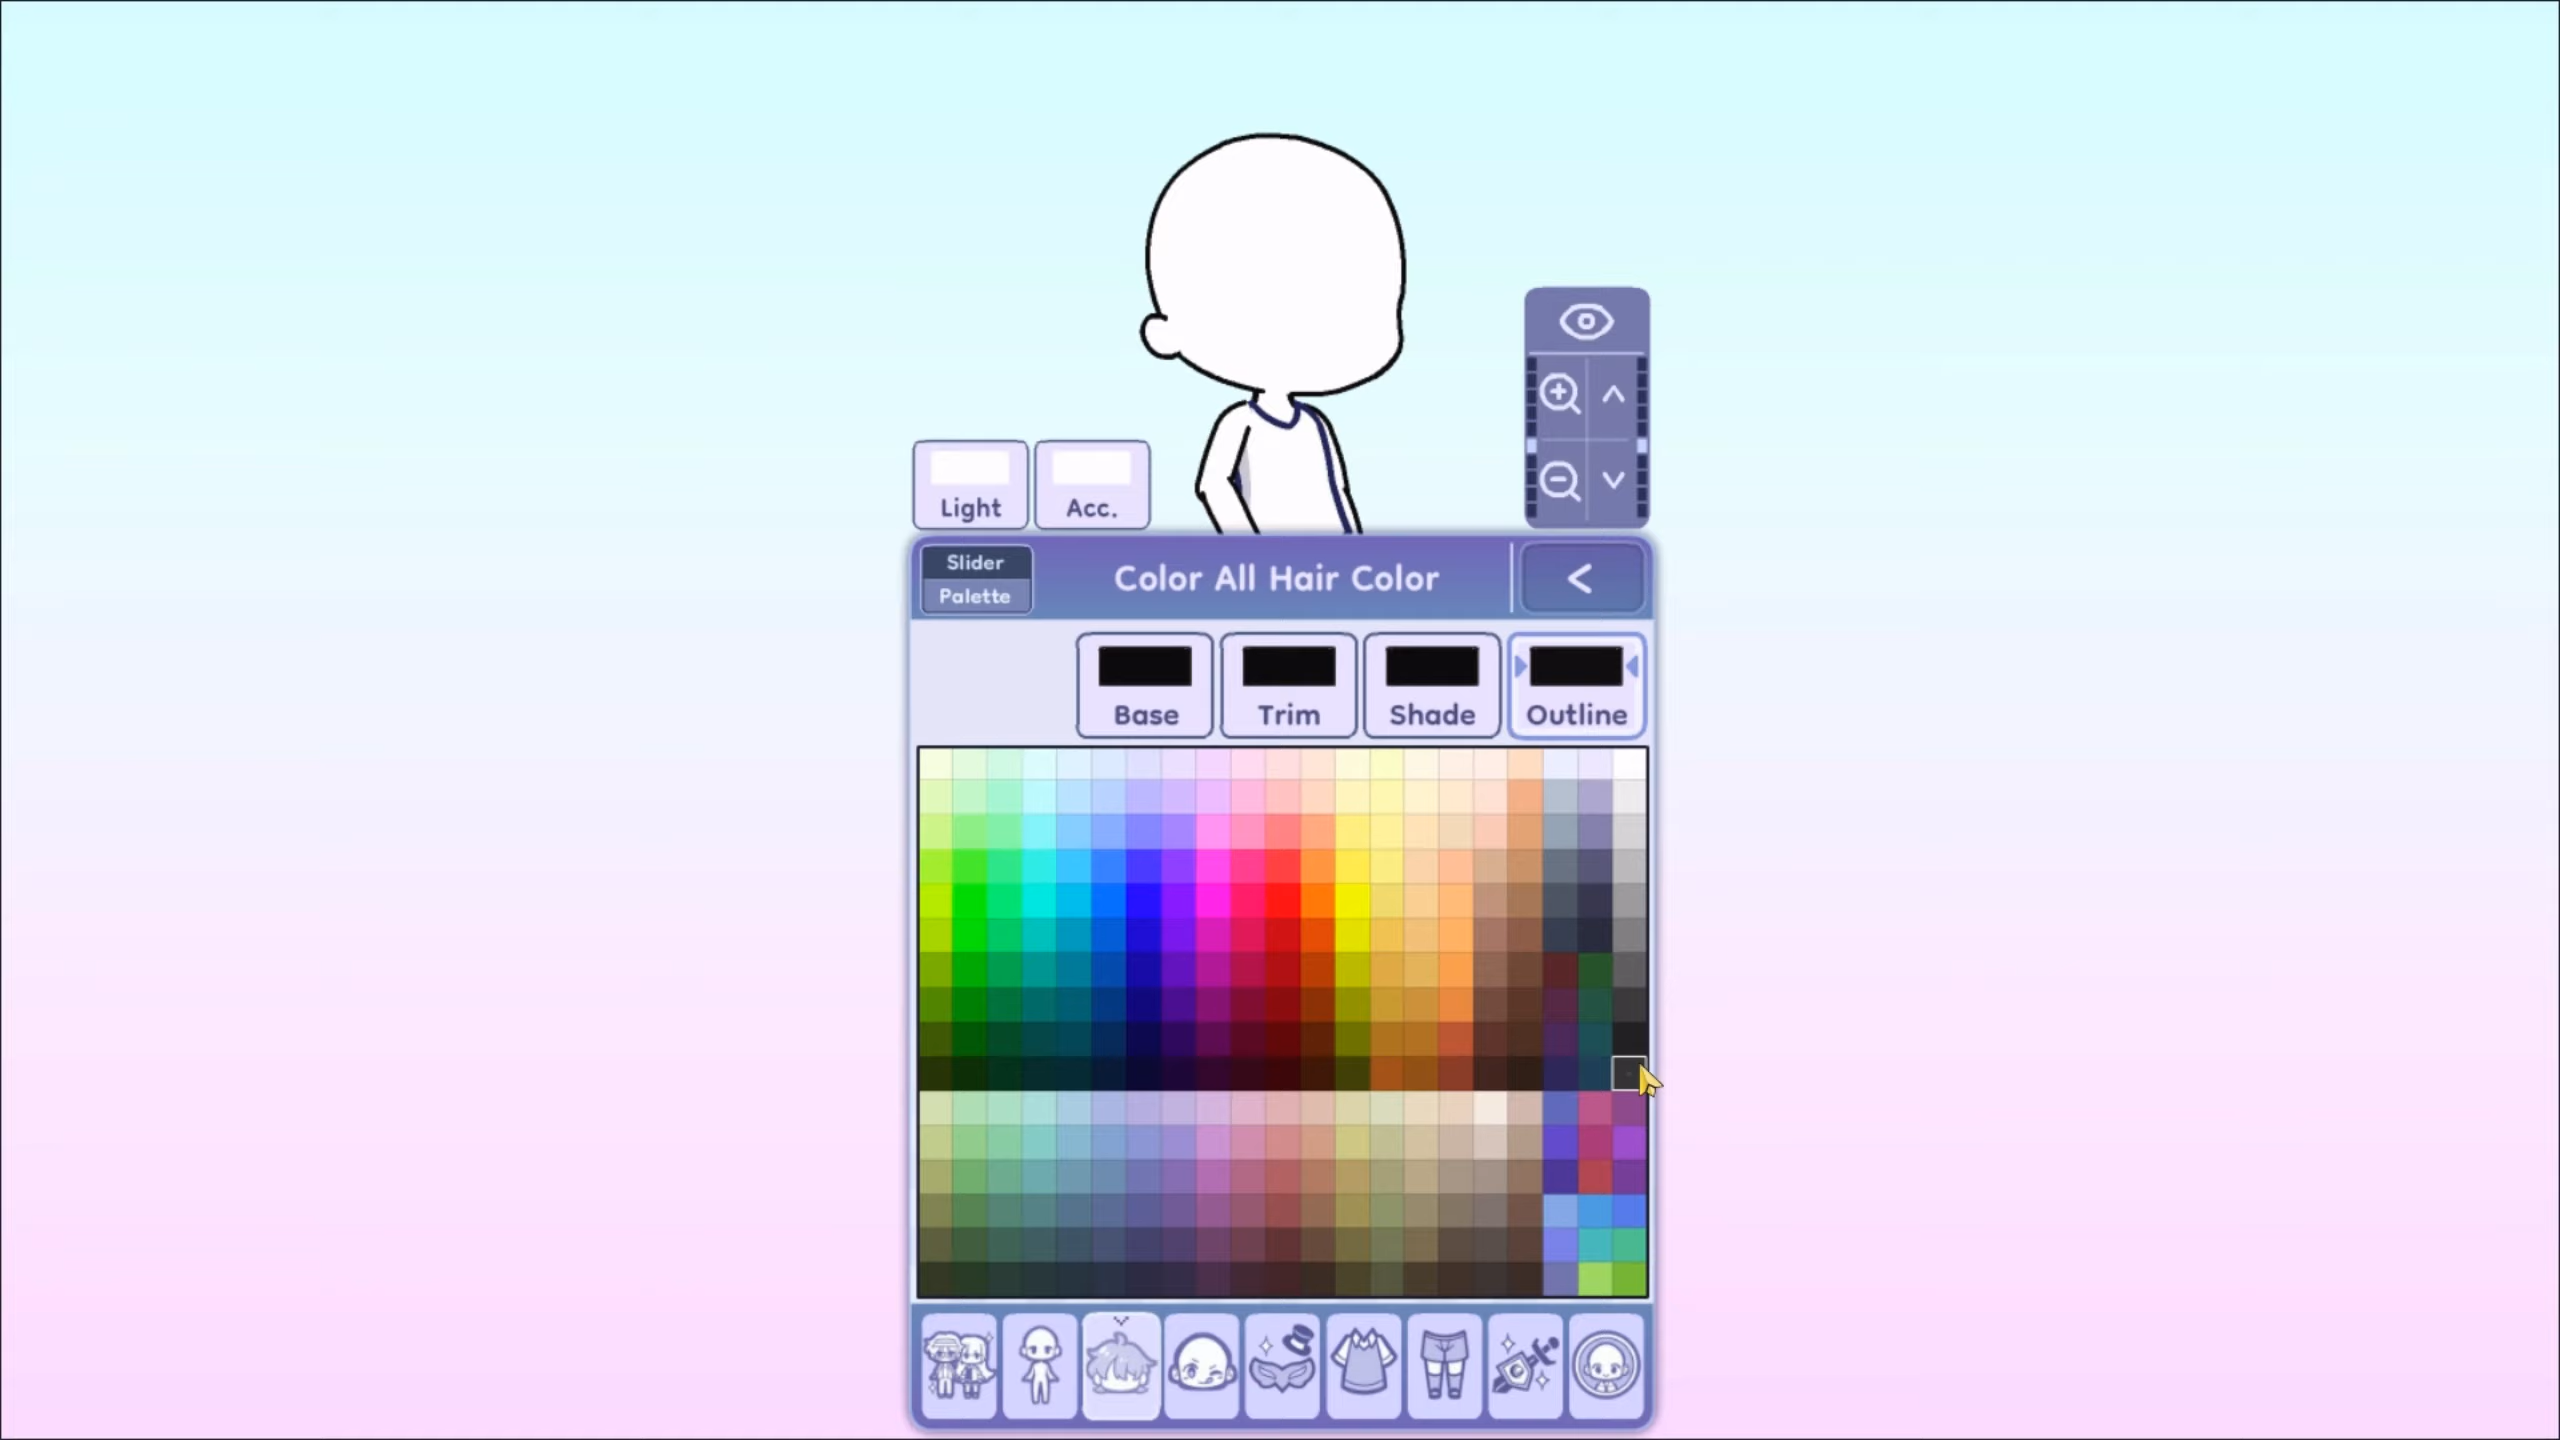 Light
Acc.
Slider
Palette
Color All Hair Color
<
Base
Trim
Shade
Outline